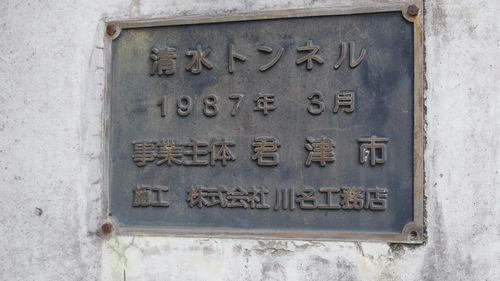 清水トンネル
1987年 3月
事業主体 君津市
施工 株式会社川名工務店